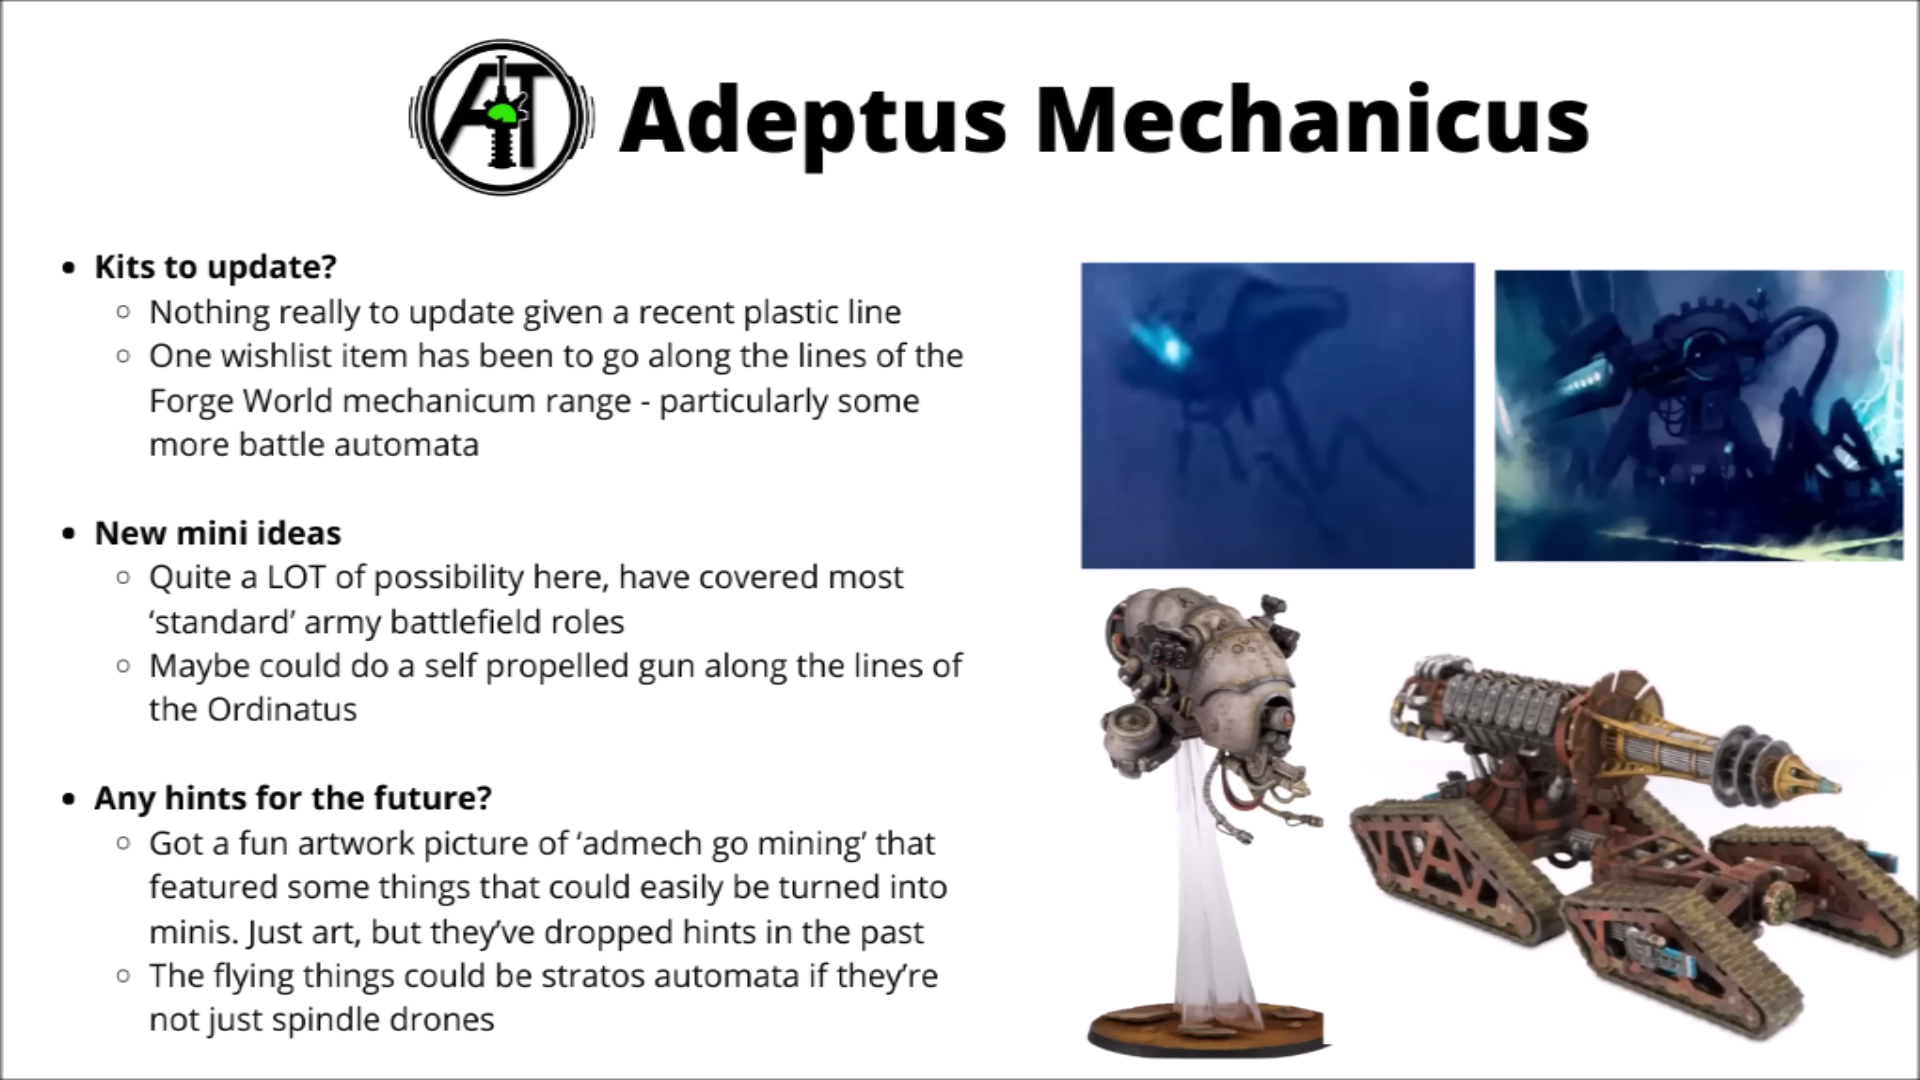 AT
Adeptus Mechanicus
• Kits to update?
○ Nothing really to update given a recent plastic line
○ One wishlist item has been to go along the lines of the
Forge World mechanicum range - particularly some
more battle automata
• New mini ideas
○ Quite a LOT of possibility here, have covered most
‘standard’ army battlefield roles
○ Maybe could do a self propelled gun along the lines of
the Ordinatus
• Any hints for the future?
○ Got a fun artwork picture of ‘admech go mining’ that
featured some things that could easily be turned into
minis. Just art, but they’ve dropped hints in the past
○ The flying things could be stratos automata if they’re
not just spindle drones